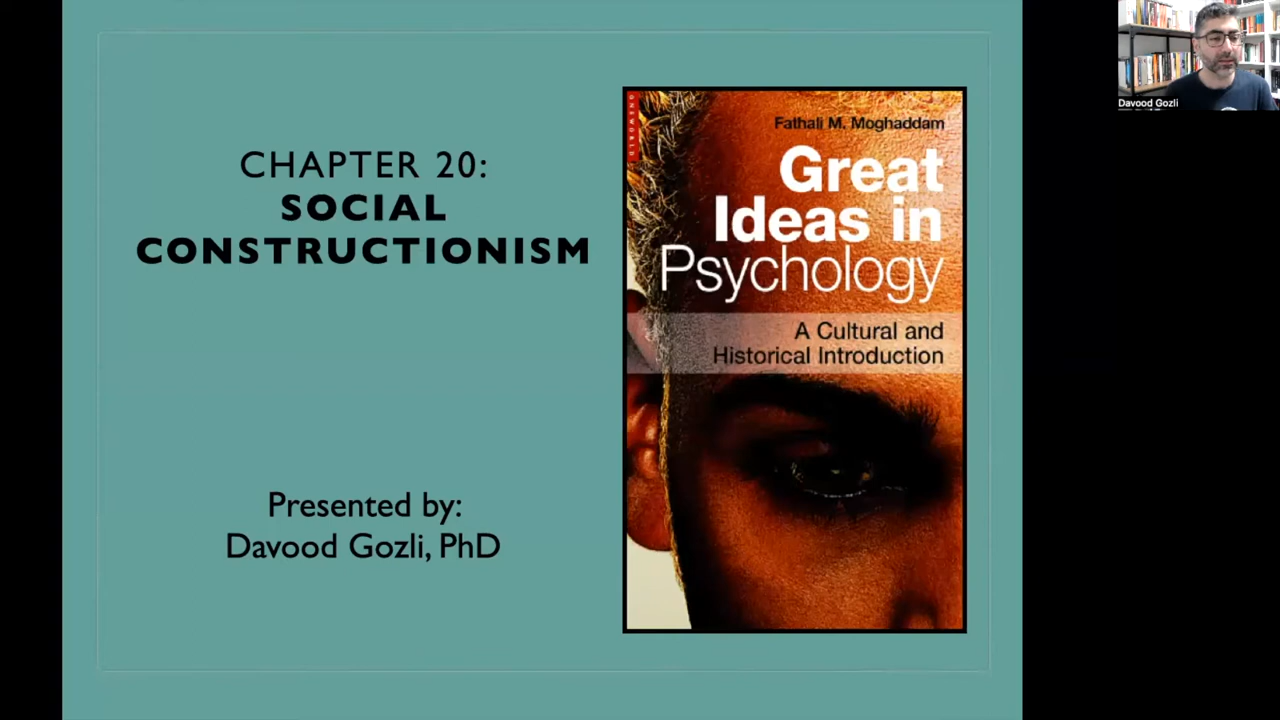 CHAPTER 20:
SOCIAL
CONSTRUCTIONISM
Presented by:
Davood Gozli, PhD
ONEWORLD
Fathali M. Moghaddam
Great
Ideas in
Psychology
A Cultural and
Historical Introduction
Davood Gozli